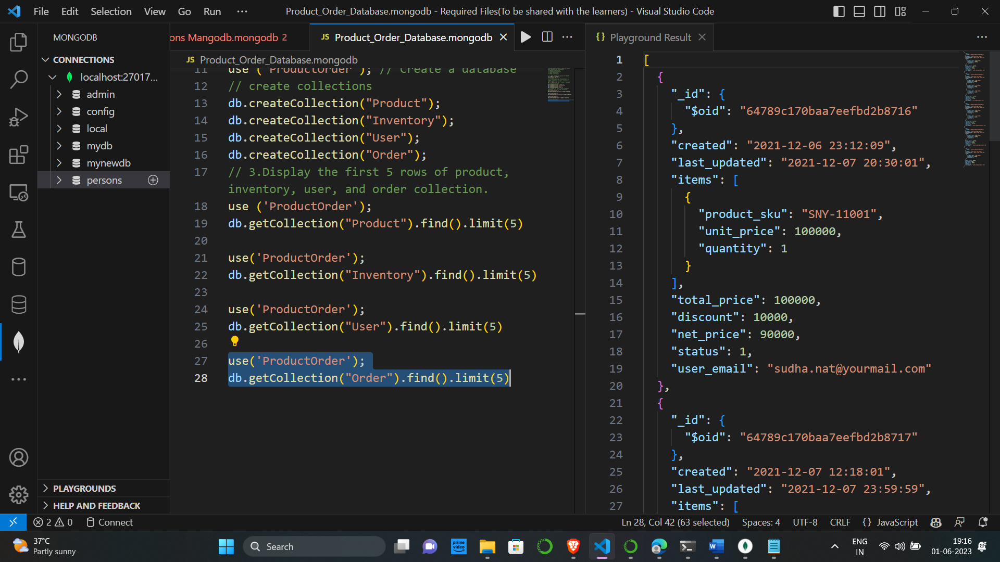 File Edit Selection View Go Run ··· Product_Order_Database.mongodb - Required Files(To be shared with the learners) - Visual Studio Code
MONGODB
CONNECTIONS
localhost:27017...
admin
config
local
mydb
mynewdb
persons
PLAYGROUNDS
HELP AND FEEDBACK
ons Mangodb.mongodb 2
JS Product_Order_Database.mongodb
JS Product_Order_Database.mongodb
11 use ( 'ProductOrder' ); // Create a database
12 // create collections
13 db.createCollection("Product");
14 db.createCollection("Inventory");
15 db.createCollection("User");
16 db.createCollection("Order");
17 // 3.Display the first 5 rows of product,
inventory, user, and order collection.
18 use ('ProductOrder');
19 db.getCollection("Product").find().limit(5)
20
21 use('ProductOrder');
22 db.getCollection("Inventory").find().limit(5)
23
24 use('ProductOrder');
25 db.getCollection("User").find().limit(5)
26
27 use('ProductOrder');
28 db.getCollection("Order").find().limit(5)
{} Playground Result
1 [
2 {
3 "_id": {
4 "$oid": "64789c170baa7eefbd2b8716"
5 },
6 "created": "2021-12-06 23:12:09",
7 "last_updated": "2021-12-07 20:30:01",
8 "items": [
9 {
10 "product_sku": "SNY-11001",
11 "unit_price": 100000,
12 "quantity": 1
13 }
14 ],
15 "total_price": 100000,
16 "discount": 10000,
17 "net_price": 90000,
18 "status": 1,
19 "user_email": "sudha.nat@yourmail.com"
20 },
21 {
22 "_id": {
23 "$oid": "64789c170baa7eefbd2b8717"
24 },
25 "created": "2021-12-07 12:18:01",
26 "last_updated": "2021-12-07 23:59:59",
27 "items": [
2 0 Connect
Ln 28, Col 42 (63 selected) Spaces: 4 UTF-8 CRLF {} JavaScript
37°C
Partly sunny
Search
prime video
W
ENG
IN
19:16
01-06-2023